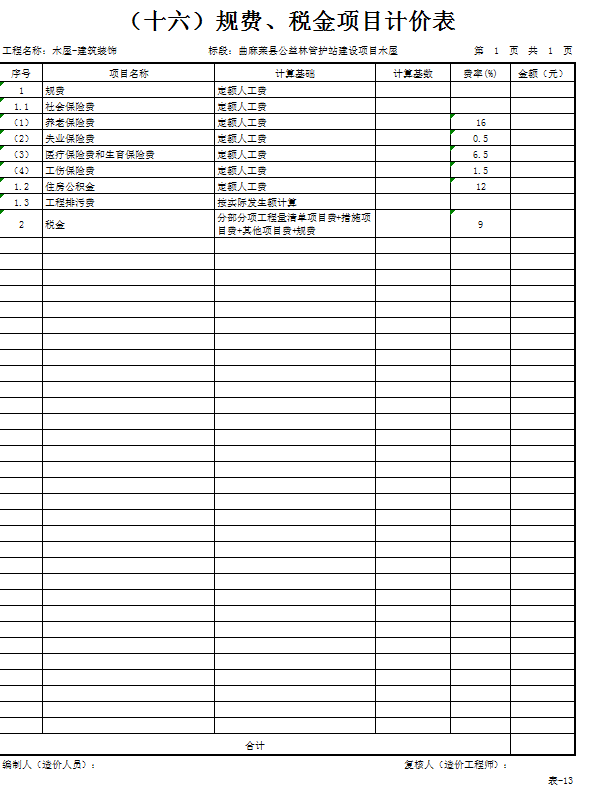 （十六）规费、税金项目计价表
工程名称：水屋-建筑装饰 标段：曲麻莱县公益林管护站建设项目水屋 第 1 页 共 1 页
序号 项目名称 计算基础 计算基数 费率(%) 金额（元）
1 规费 定额人工费
1.1 社会保险费 定额人工费
（1） 养老保险费 定额人工费 16
（2） 失业保险费 定额人工费 0.5
（3） 医疗保险费和生育保险费 定额人工费 6.5
（4） 工伤保险费 定额人工费 1.5
1.2 住房公积金 定额人工费 12
1.3 工程排污费 按实际发生额计算
2 税金 分部分项工程量清单项目费+措施项
目费+其他项目费+规费 9
合计
编制人（造价人员）： 复核人（造价工程师）：
表-13